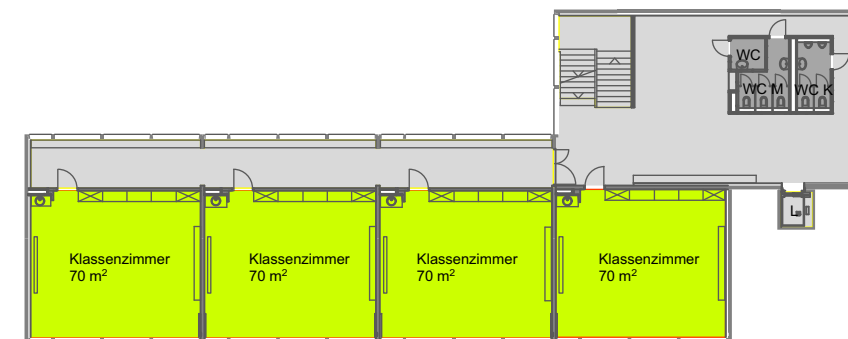 WC
WC M
WC K
L
Klassenzimmer
70 m²
Klassenzimmer
70 m²
Klassenzimmer
70 m²
Klassenzimmer
70 m²